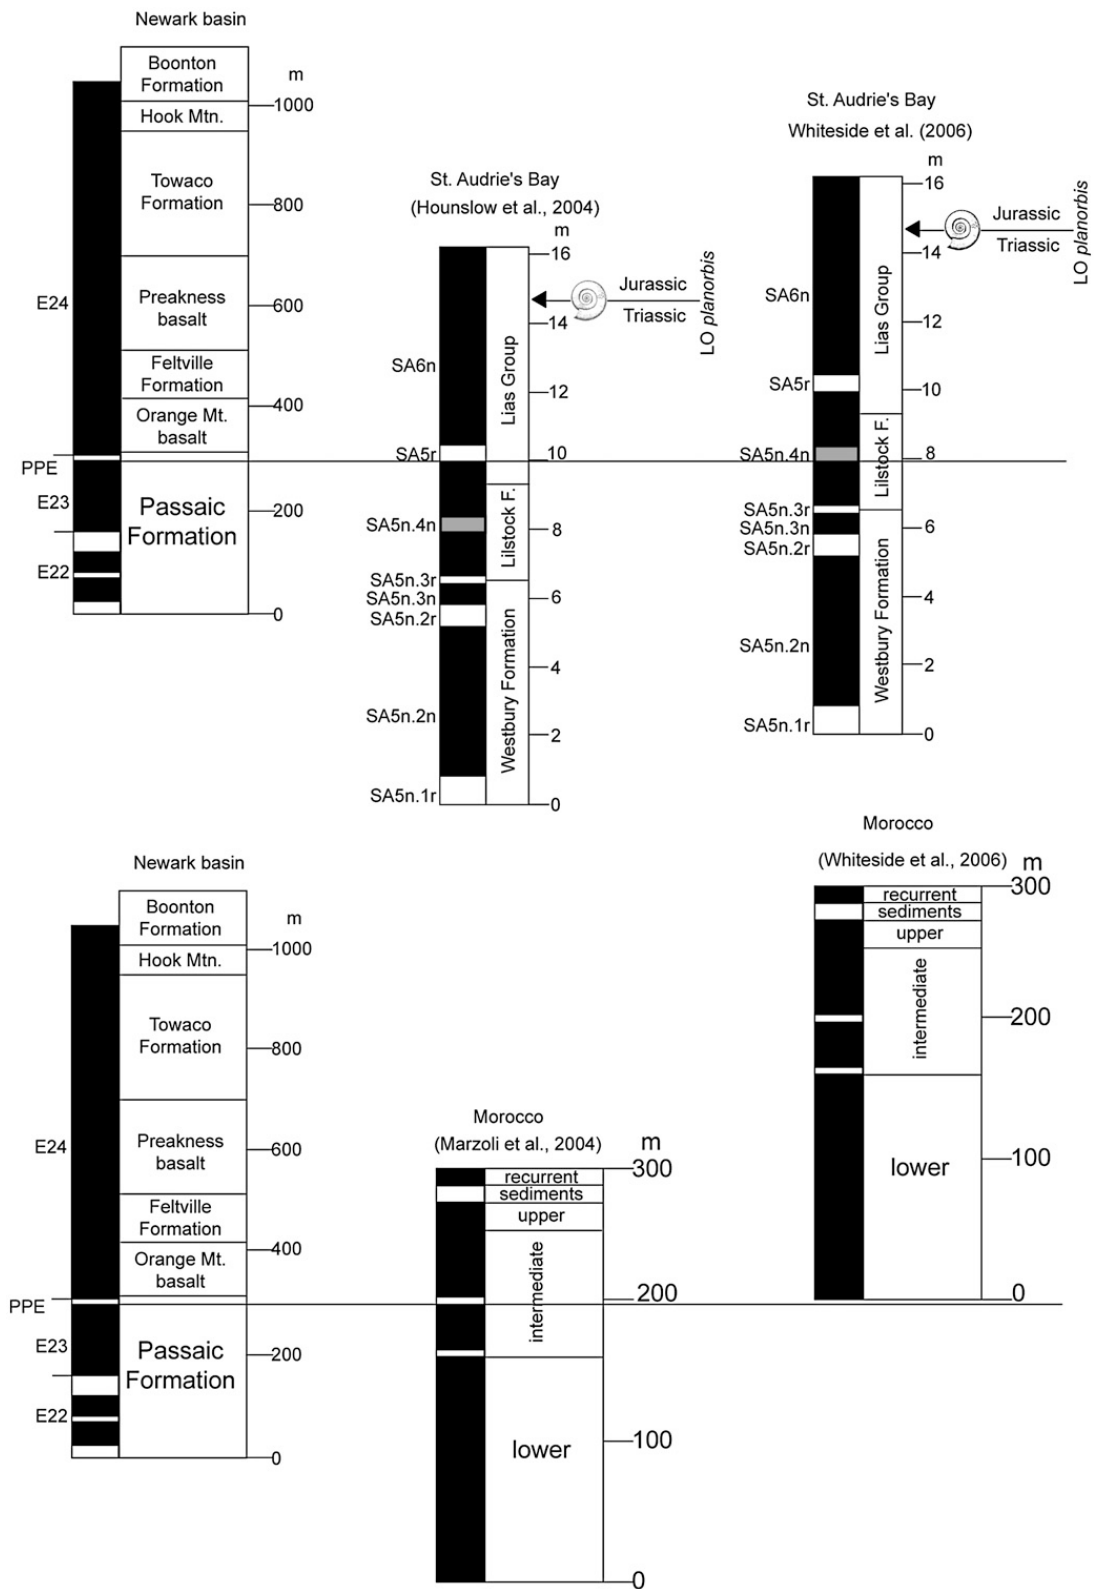 Newark basin
Boonton
Formation
Hook Mtn.
Towaco
Formation
Preakness
basalt
Feltville
Formation
Orange Mt.
basalt
Passaic
Formation
m
1000
800
600
400
200
0
E24
PPE
E23
E22
St. Audrie's Bay
(Hounslow et al., 2004)
m
16
14
12
10
8
6
4
2
0
Jurassic
Triassic
LO planorbis
SA6n
SA5r
SA5n.4n
SA5n.3r
SA5n.3n
SA5n.2r
SA5n.2n
SA5n.1r
Lias Group
Lilstock F.
Westbury Formation
St. Audrie's Bay
Whiteside et al. (2006)
m
16
14
12
10
8
6
4
2
0
Jurassic
Triassic
LO planorbis
SA6n
SA5r
SA5n.4n
SA5n.3r
SA5n.3n
SA5n.2r
SA5n.2n
SA5n.1r
Lias Group
Lilstock F.
Westbury Formation
Newark basin
Boonton
Formation
Hook Mtn.
Towaco
Formation
Preakness
basalt
Feltville
Formation
Orange Mt.
basalt
Passaic
Formation
m
1000
800
600
400
200
0
E24
PPE
E23
E22
Morocco
(Marzoli et al., 2004)
m
300
200
100
0
recurrent
sediments
upper
intermediate
lower
Morocco
(Whiteside et al., 2006)
m
300
200
100
0
recurrent
sediments
upper
intermediate
lower